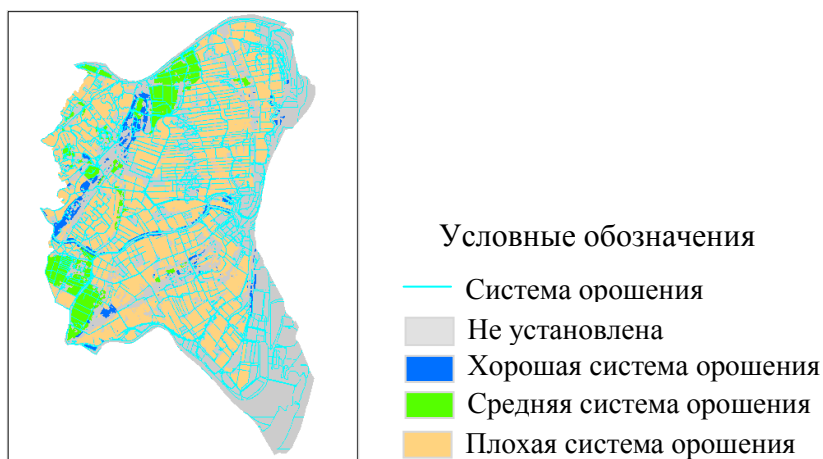 Условные обозначения
Система орошения
Не установлена
Хорошая система орошения
Средняя система орошения
Плохая система орошения